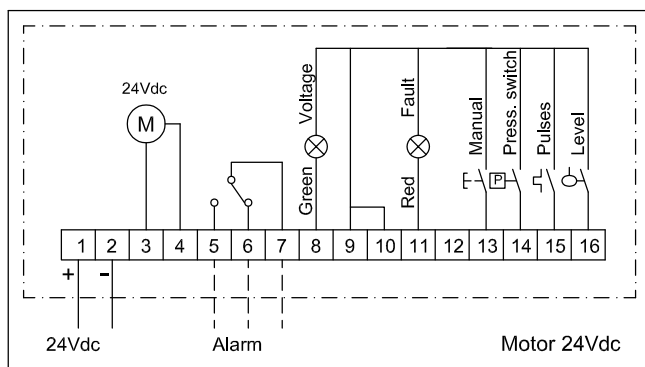 24Vdc
M
Voltage
Green
Fault
Red
Manual
Press. switch
Pulses
Level
P
1 2 3 4 5 6 7 8 9 10 11 12 13 14 15 16
+ -
24Vdc
Alarm
Motor 24Vdc